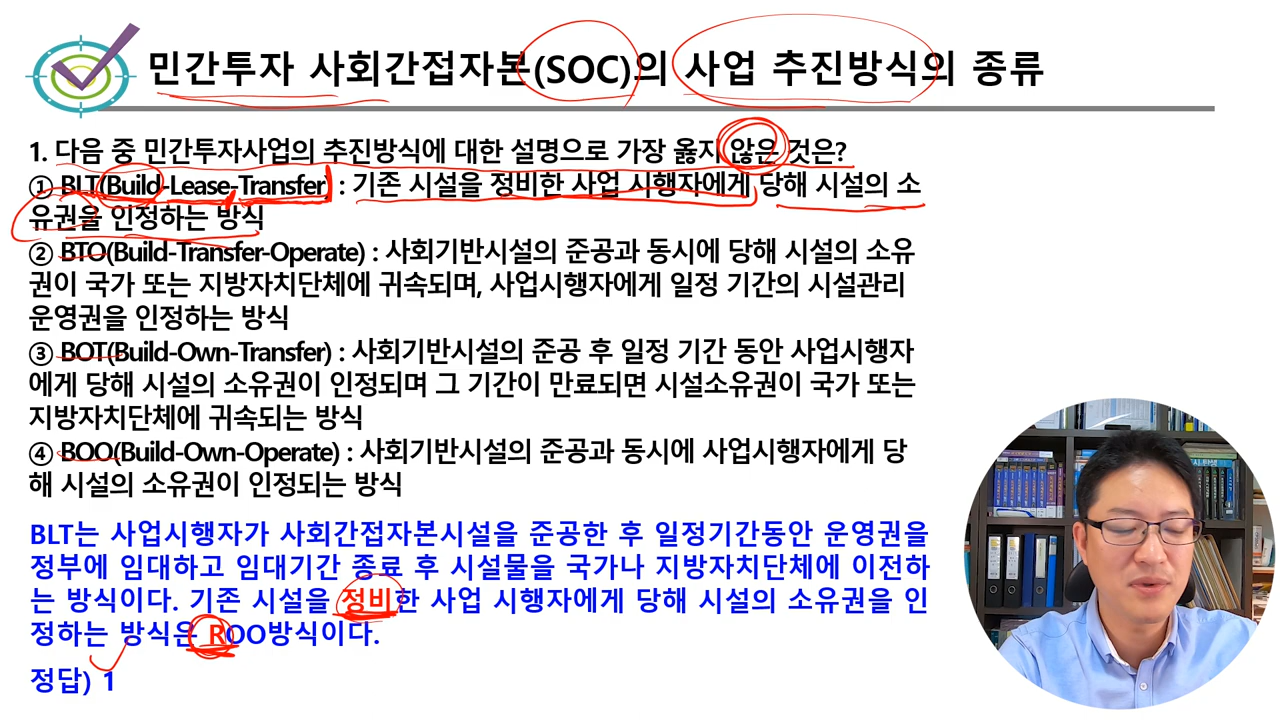 민간투자 사회간접자본(SOC)의 사업 추진방식의 종류
1. 다음 중 민간투자사업의 추진방식에 대한 설명으로 가장 옳지 않은 것은?
① BLT(Build-Lease-Transfer) : 기존 시설을 정비한 사업 시행자에게 당해 시설의 소
유권을 인정하는 방식
② BTO(Build-Transfer-Operate) : 사회기반시설의 준공과 동시에 당해 시설의 소유
권이 국가 또는 지방자치단체에 귀속되며, 사업시행자에게 일정 기간의 시설관리
운영권을 인정하는 방식
③ BOT(Build-Own-Transfer) : 사회기반시설의 준공 후 일정 기간 동안 사업시행자
에게 당해 시설의 소유권이 인정되며 그 기간이 만료되면 시설소유권이 국가 또는
지방자치단체에 귀속되는 방식
④ BOO(Build-Own-Operate) : 사회기반시설의 준공과 동시에 사업시행자에게 당
해 시설의 소유권이 인정되는 방식
BLT는 사업시행자가 사회간접자본시설을 준공한 후 일정기간동안 운영권을
정부에 임대하고 임대기간 종료 후 시설물을 국가나 지방자치단체에 이전하
는 방식이다. 기존 시설을 정비한 사업 시행자에게 당해 시설의 소유권을 인
정하는 방식은 ROO방식이다.
정답) 1